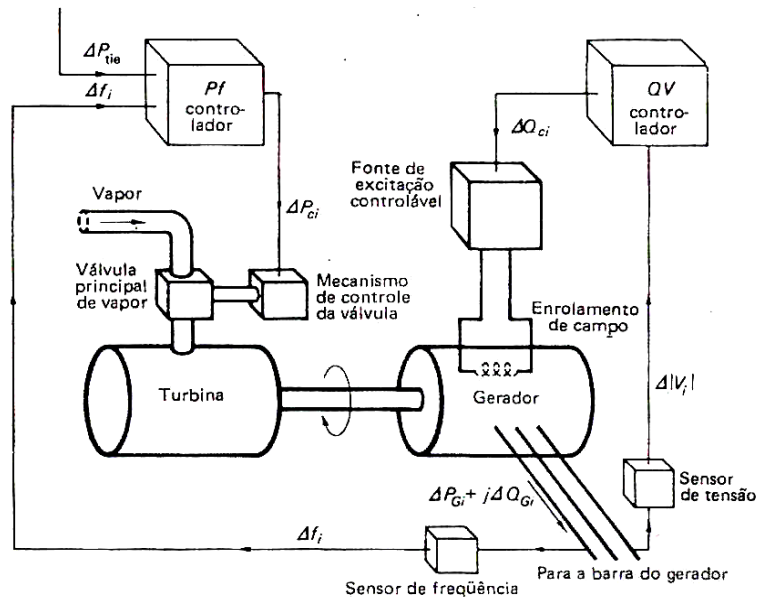 ΔP_tie
Δf_i
Pf
contro-
lador
QV
contro-
lador
ΔQ_ci
Fonte de
excitação
controlável
Vapor
ΔP_ci
Válvula
principal
de vapor
Mecanismo
de controle
da válvula
Enrolamento
de campo
Turbina
Gerador
Δ|V_i|
ΔP_Gi + jΔQ_Gi
Sensor
de tensão
Δf_i
Sensor de freqüência
Para a barra do gerador